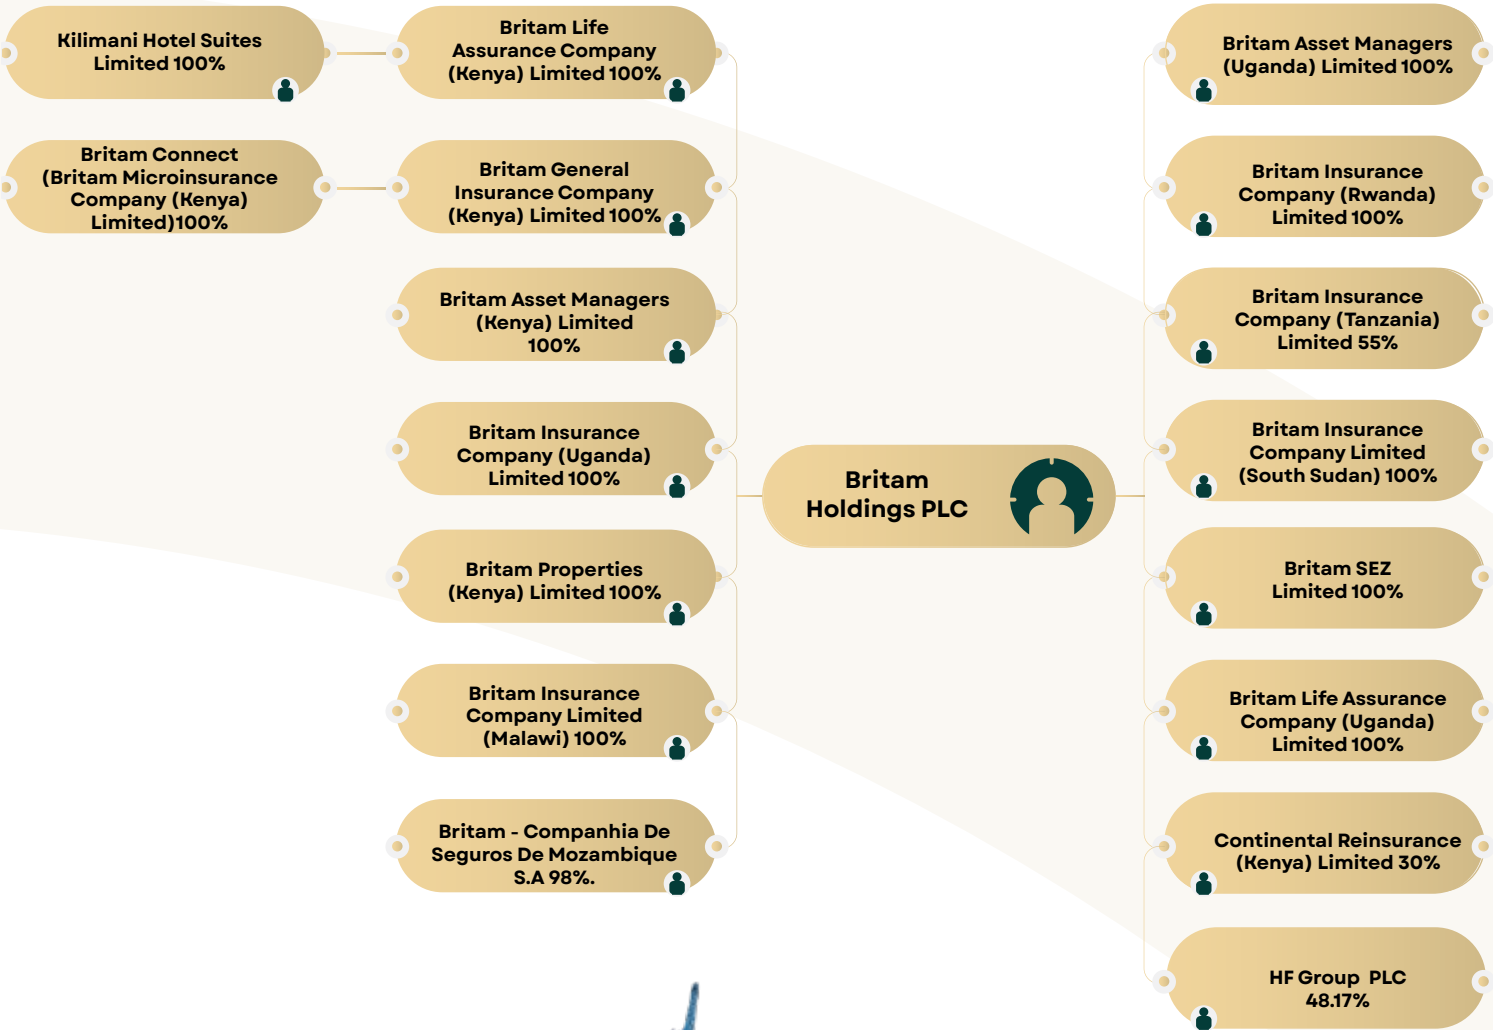 Kilimani Hotel Suites
Limited 100%
Britam Life
Assurance Company
(Kenya) Limited 100%
Britam Connect
(Britam Microinsurance
Company (Kenya)
Limited)100%
Britam General
Insurance Company
(Kenya) Limited 100%
Britam Asset Managers
(Kenya) Limited
100%
Britam Insurance
Company (Uganda)
Limited 100%
Britam Properties
(Kenya) Limited 100%
Britam Insurance
Company Limited
(Malawi) 100%
Britam - Companhia De
Seguros De Mozambique
S.A 98%.
Britam
Holdings PLC
Britam Asset Managers
(Uganda) Limited 100%
Britam Insurance
Company (Rwanda)
Limited 100%
Britam Insurance
Company (Tanzania)
Limited 55%
Britam Insurance
Company Limited
(South Sudan) 100%
Britam SEZ
Limited 100%
Britam Life Assurance
Company (Uganda)
Limited 100%
Continental Reinsurance
(Kenya) Limited 30%
HF Group PLC
48.17%